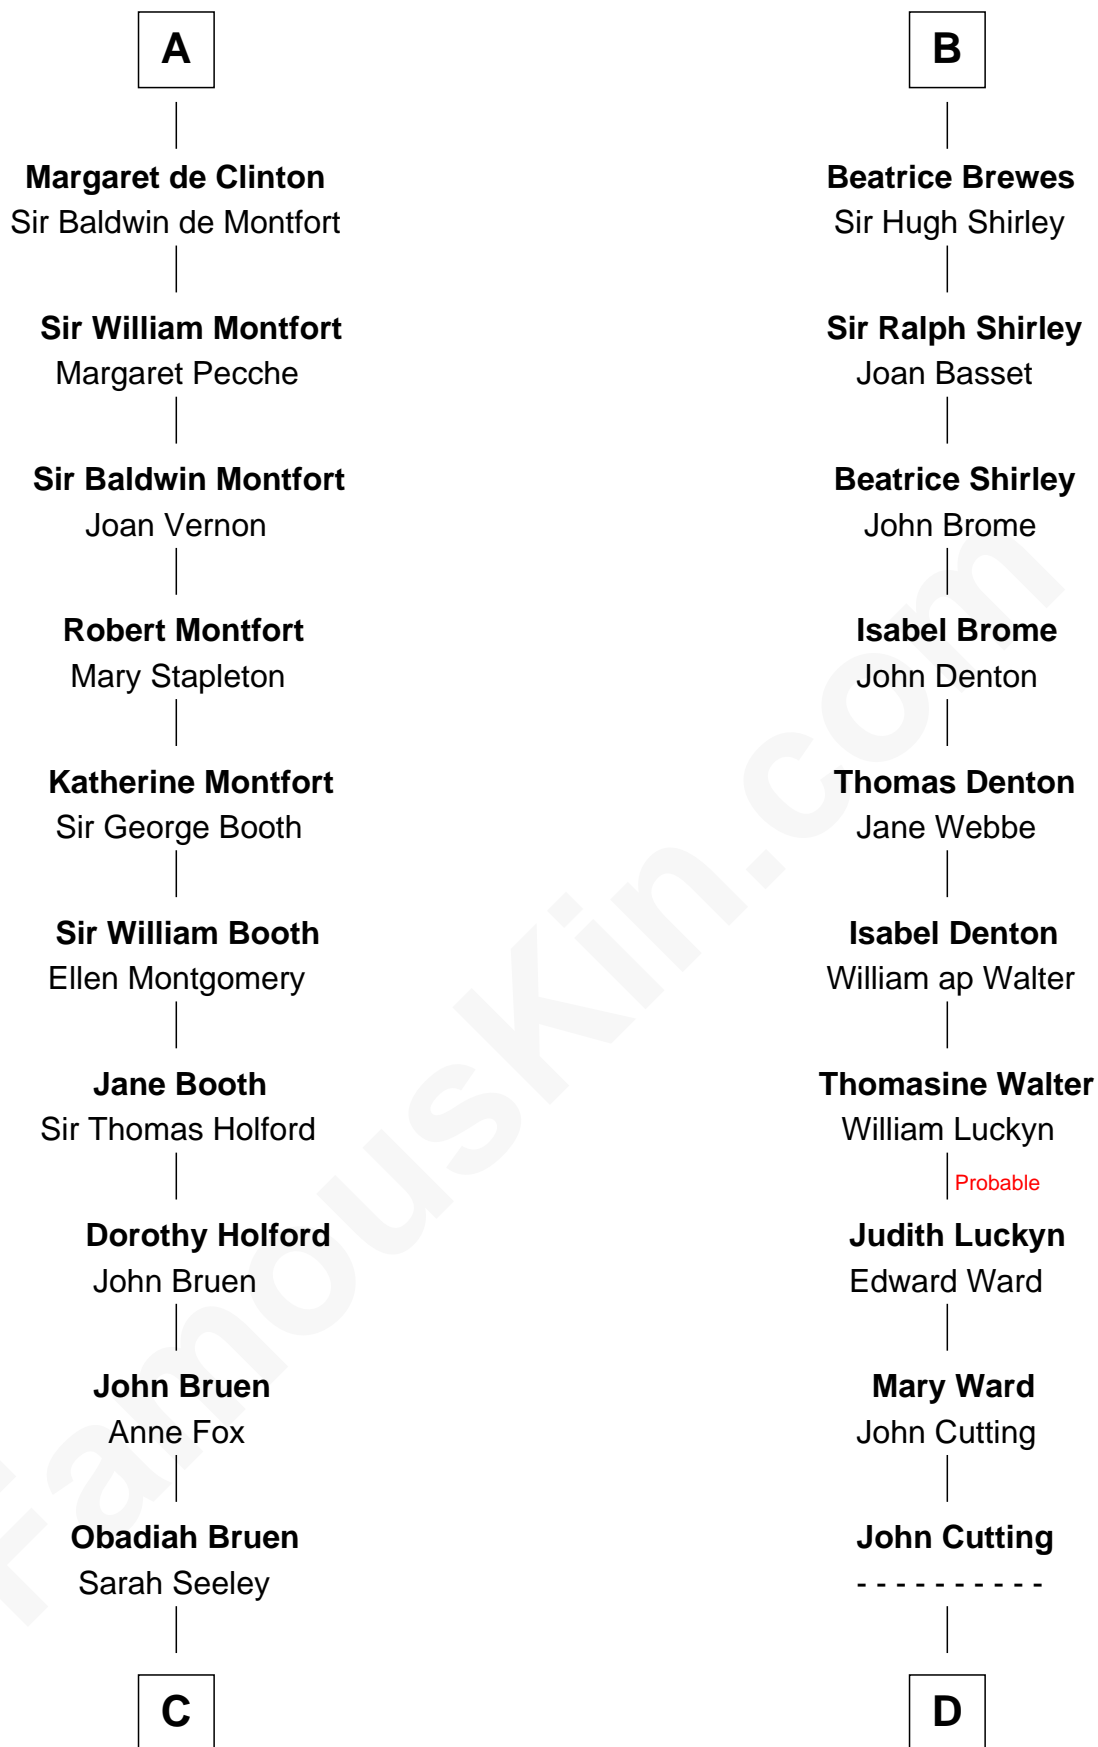 A
Margaret de Clinton
Sir Baldwin de Montfort
Sir William Montfort
Margaret Pecche
Sir Baldwin Montfort
Joan Vernon
Robert Montfort
Mary Stapleton
Katherine Montfort
Sir George Booth
Sir William Booth
Ellen Montgomery
Jane Booth
Sir Thomas Holford
Dorothy Holford
John Bruen
John Bruen
Anne Fox
Obadiah Bruen
Sarah Seeley
C
B
Beatrice Brewes
Sir Hugh Shirley
Sir Ralph Shirley
Joan Basset
Beatrice Shirley
John Brome
Isabel Brome
John Denton
Thomas Denton
Jane Webbe
Isabel Denton
William ap Walter
Thomasine Walter
William Luckyn
Probable
Judith Luckyn
Edward Ward
Mary Ward
John Cutting
John Cutting
- - - - - - - - - -
D
FamousKin.com